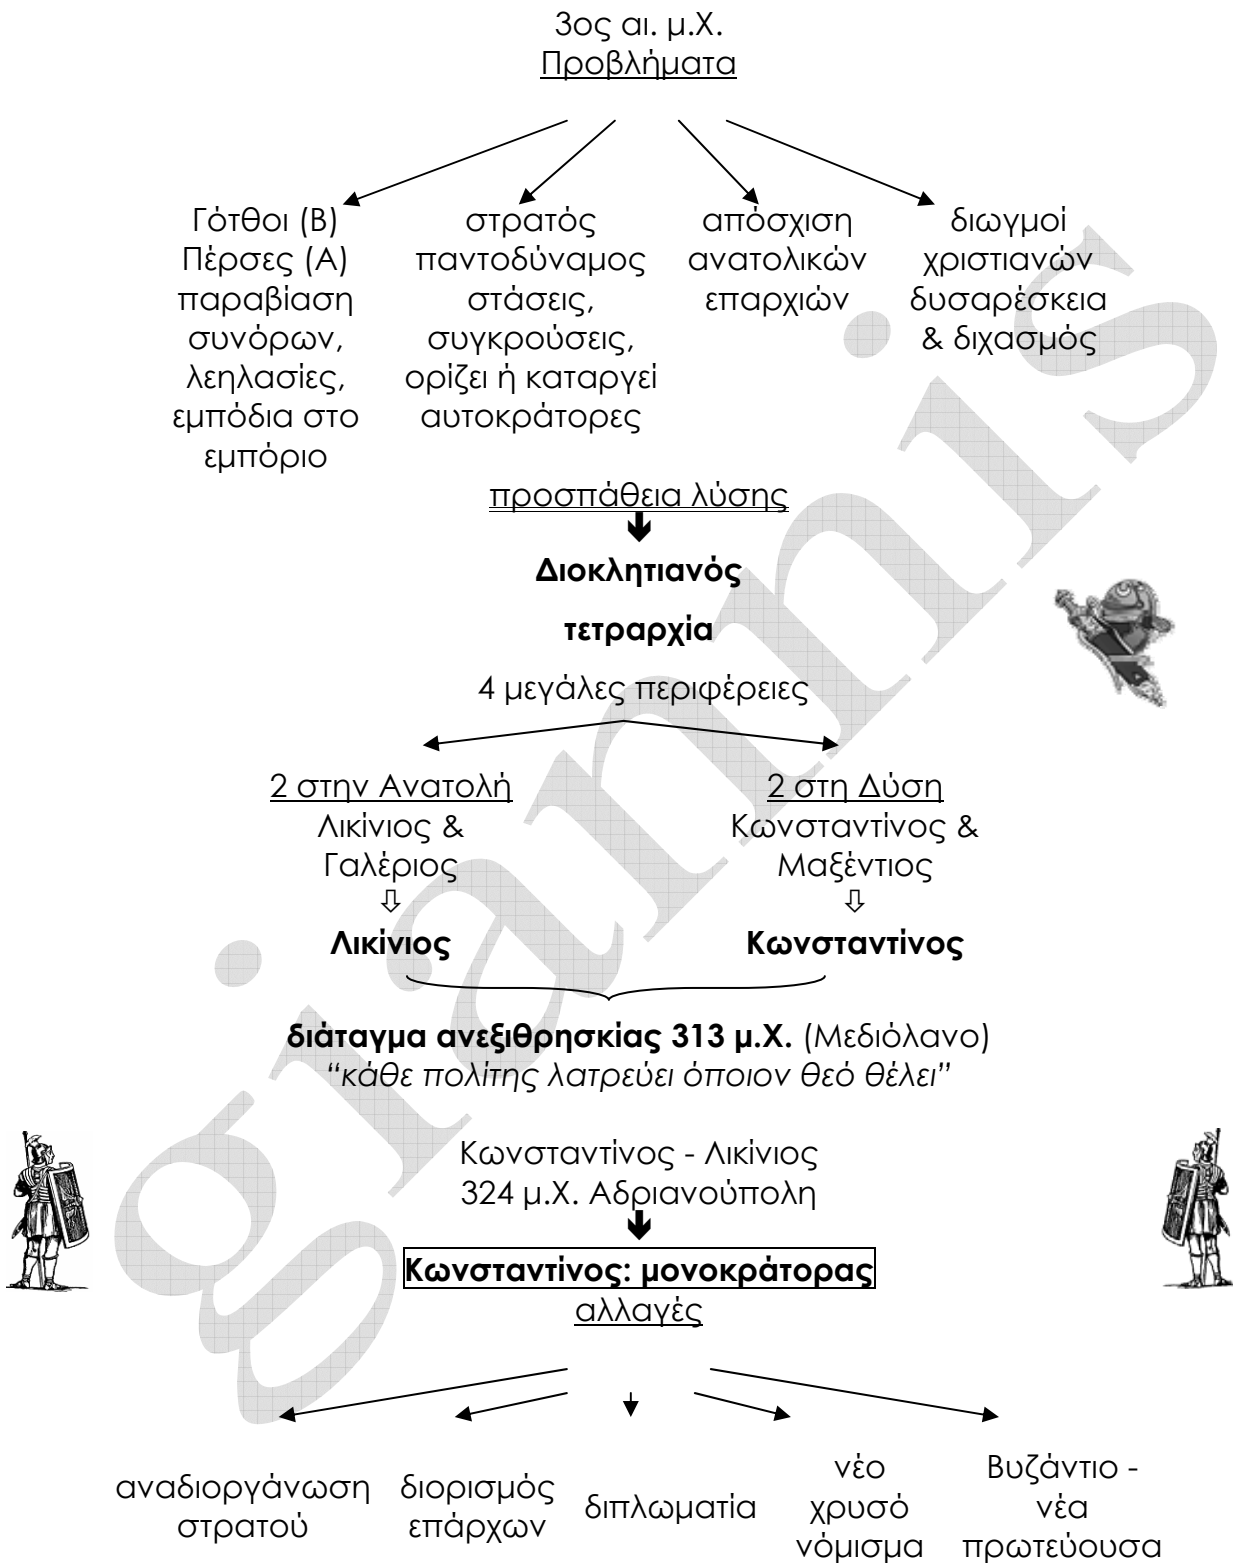 3ος αι. μ.Χ.
Προβλήματα
Γότθοι (Β)
Πέρσες (Α)
παραβίαση
συνόρων,
λεηλασίες,
εμπόδια στο
εμπόριο
στρατός
παντοδύναμος
στάσεις,
συγκρούσεις,
ορίζει ή καταργεί
αυτοκράτορες
απόσχιση
ανατολικών
επαρχιών
διωγμοί
χριστιανών
δυσαρέσκεια
& διχασμός
προσπάθεια λύσης
Διοκλητιανός
τετραρχία
4 μεγάλες περιφέρειες
2 στην Ανατολή
Λικίνιος &
Γαλέριος
Λικίνιος
2 στη Δύση
Κωνσταντίνος &
Μαξέντιος
Κωνσταντίνος
διάταγμα ανεξιθρησκίας 313 μ.Χ. (Μεδιόλανο)
“κάθε πολίτης λατρεύει όποιον θεό θέλει”
Κωνσταντίνος - Λικίνιος
324 μ.Χ. Αδριανούπολη
Κωνσταντίνος: μονοκράτορας
αλλαγές
αναδιοργάνωση
στρατού
διορισμός
επάρχων
διπλωματία
νέο
χρυσό
νόμισμα
Βυζάντιο -
νέα
πρωτεύουσα
giannis